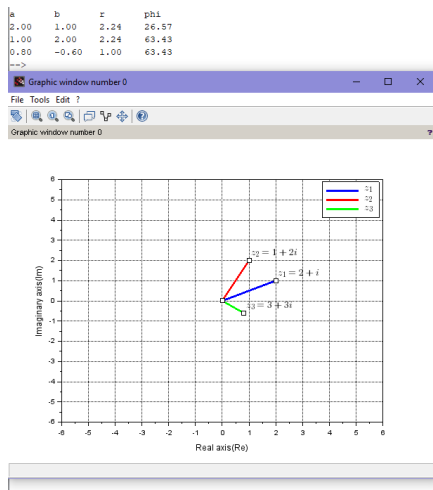 a b r phi
2.00 1.00 2.24 26.57
1.00 2.00 2.24 63.43
0.80 -0.60 1.00 63.43
-->
Graphic window number 0
File Tools Edit ?
Graphic window number 0
z1
z2
z3
6
5
4
3
2
1
0
-1
-2
-3
-4
-5
-6
Imaginary axis(Im)
z2 = 1 + 2i
z1 = 2 + i
z3 = 3 + 3i
-6 -5 -4 -3 -2 -1 0 1 2 3 4 5 6
Real axis(Re)